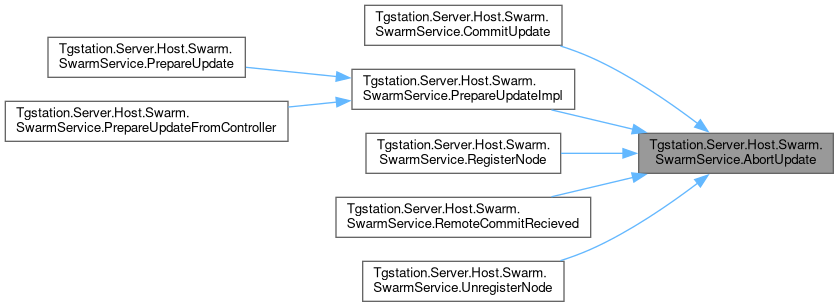 Tgstation.Server.Host.Swarm.
SwarmService.CommitUpdate
Tgstation.Server.Host.Swarm.
SwarmService.PrepareUpdate
Tgstation.Server.Host.Swarm.
SwarmService.PrepareUpdateImpl
Tgstation.Server.Host.Swarm.
SwarmService.PrepareUpdateFromController
Tgstation.Server.Host.Swarm.
SwarmService.RegisterNode
Tgstation.Server.Host.Swarm.
SwarmService.AbortUpdate
Tgstation.Server.Host.Swarm.
SwarmService.RemoteCommitRecieved
Tgstation.Server.Host.Swarm.
SwarmService.UnregisterNode